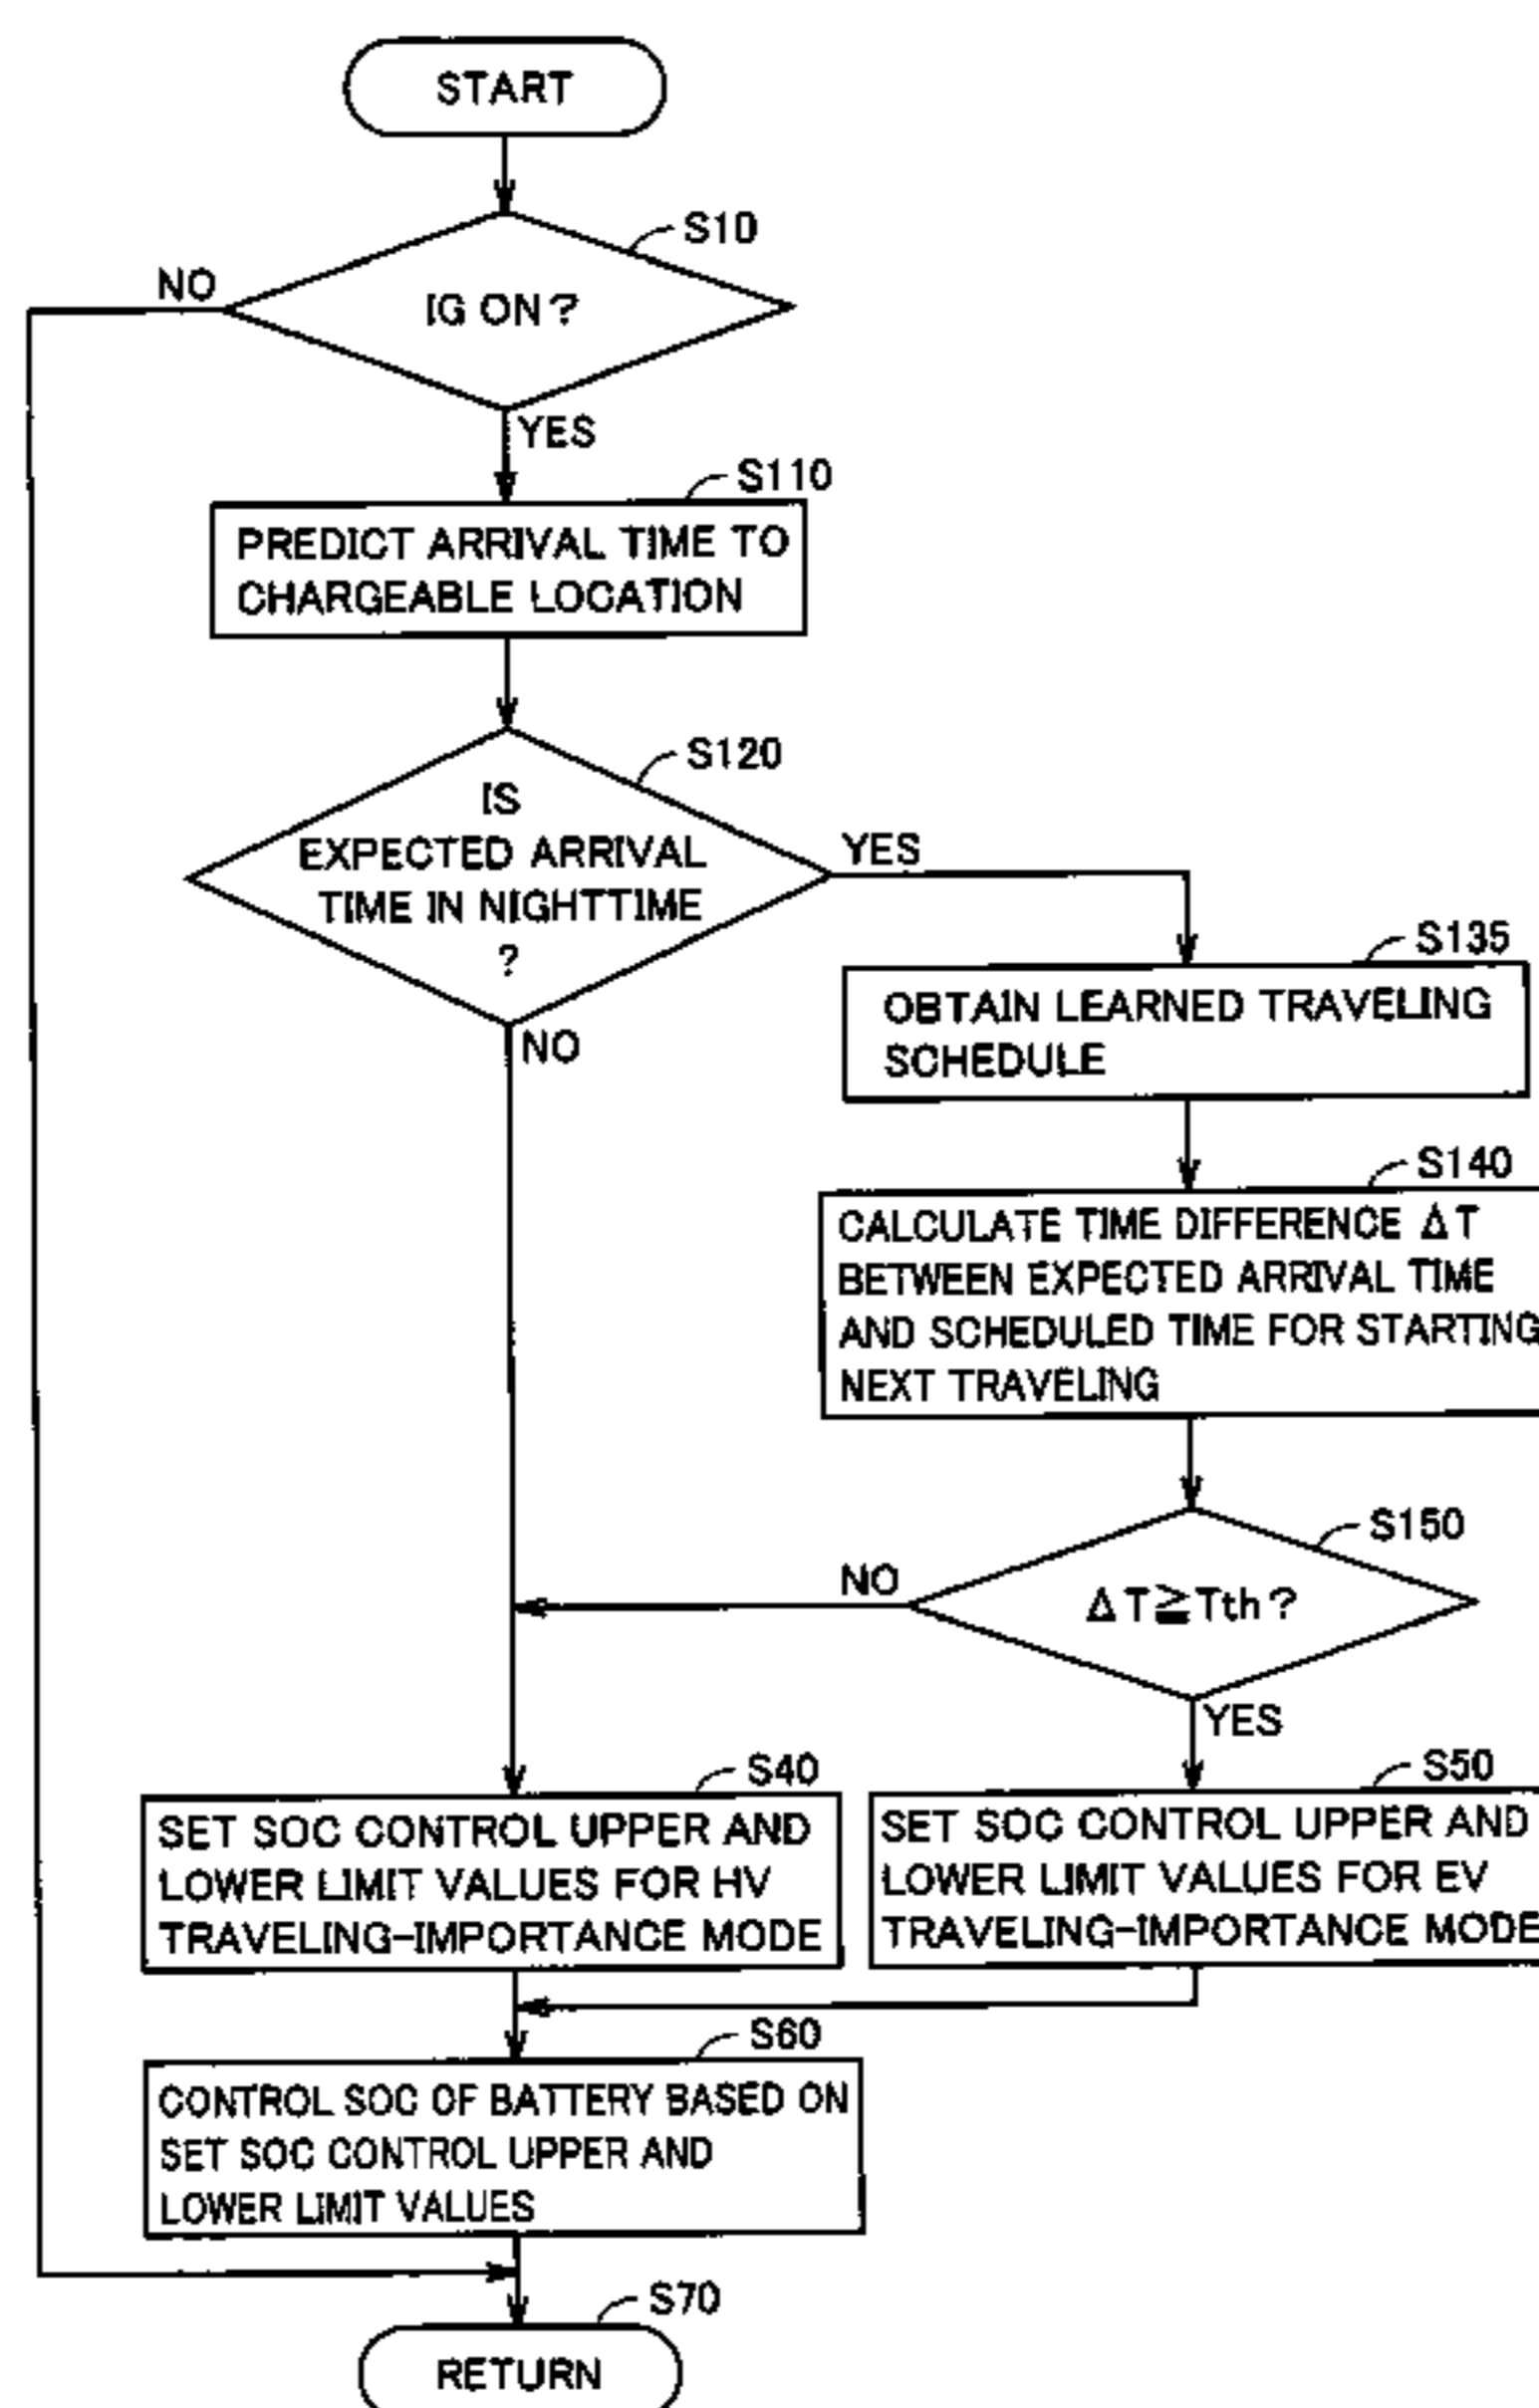 START
S10
NO
IG ON?
YES
S110
PREDICT ARRIVAL TIME TO
CHARGEABLE LOCATION
S120
IS
EXPECTED ARRIVAL
TIME IN NIGHTTIME
?
YES
NO
S135
OBTAIN LEARNED TRAVELING
SCHEDULE
S140
CALCULATE TIME DIFFERENCE ΔT
BETWEEN EXPECTED ARRIVAL TIME
AND SCHEDULED TIME FOR STARTING
NEXT TRAVELING
S150
NO
ΔT≧Tth?
YES
S40
SET SOC CONTROL UPPER AND
LOWER LIMIT VALUES FOR HV
TRAVELING-IMPORTANCE MODE
S50
SET SOC CONTROL UPPER AND
LOWER LIMIT VALUES FOR EV
TRAVELING-IMPORTANCE MODE
S60
CONTROL SOC OF BATTERY BASED ON
SET SOC CONTROL UPPER AND
LOWER LIMIT VALUES
S70
RETURN